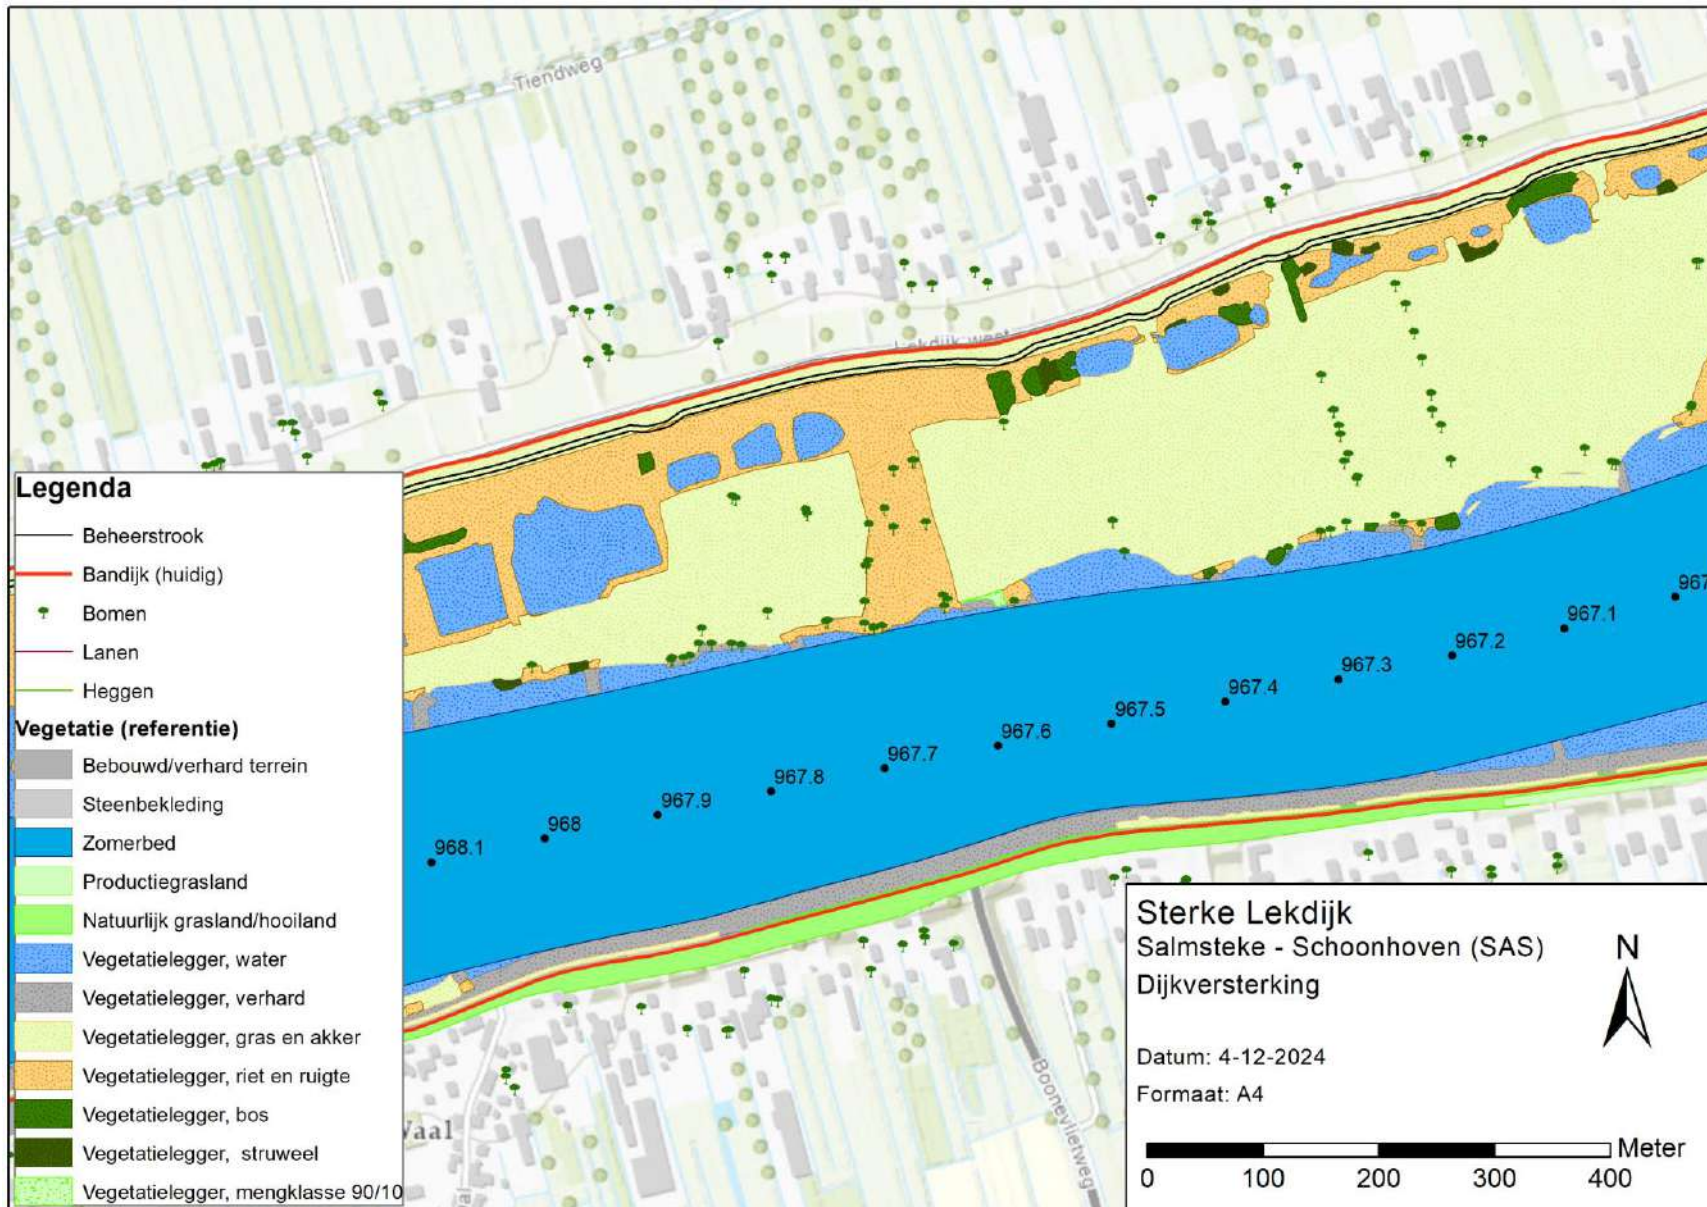 Tiendweg
Lekdijk west
Legenda
Beheerstrook
Bandijk (huidig)
Bomen
Lanen
Heggen
Vegetatie (referentie)
Bebouwd/verhard terrein
Steenbekleding
Zomerbed
Productiegrasland
Natuurlijk grasland/hooiland
Vegetatielegger, water
Vegetatielegger, verhard
Vegetatielegger, gras en akker
Vegetatielegger, riet en ruigte
Vegetatielegger, bos
Vegetatielegger, struweel
Vegetatielegger, mengklasse 90/10
968.1
968
967.9
967.8
967.7
967.6
967.5
967.4
967.3
967.2
967.1
967
Waal
Boonevlietweg
Sterke Lekdijk
Salmsteke - Schoonhoven (SAS)
Dijkversterking
N
Datum: 4-12-2024
Formaat: A4
Meter
0 100 200 300 400